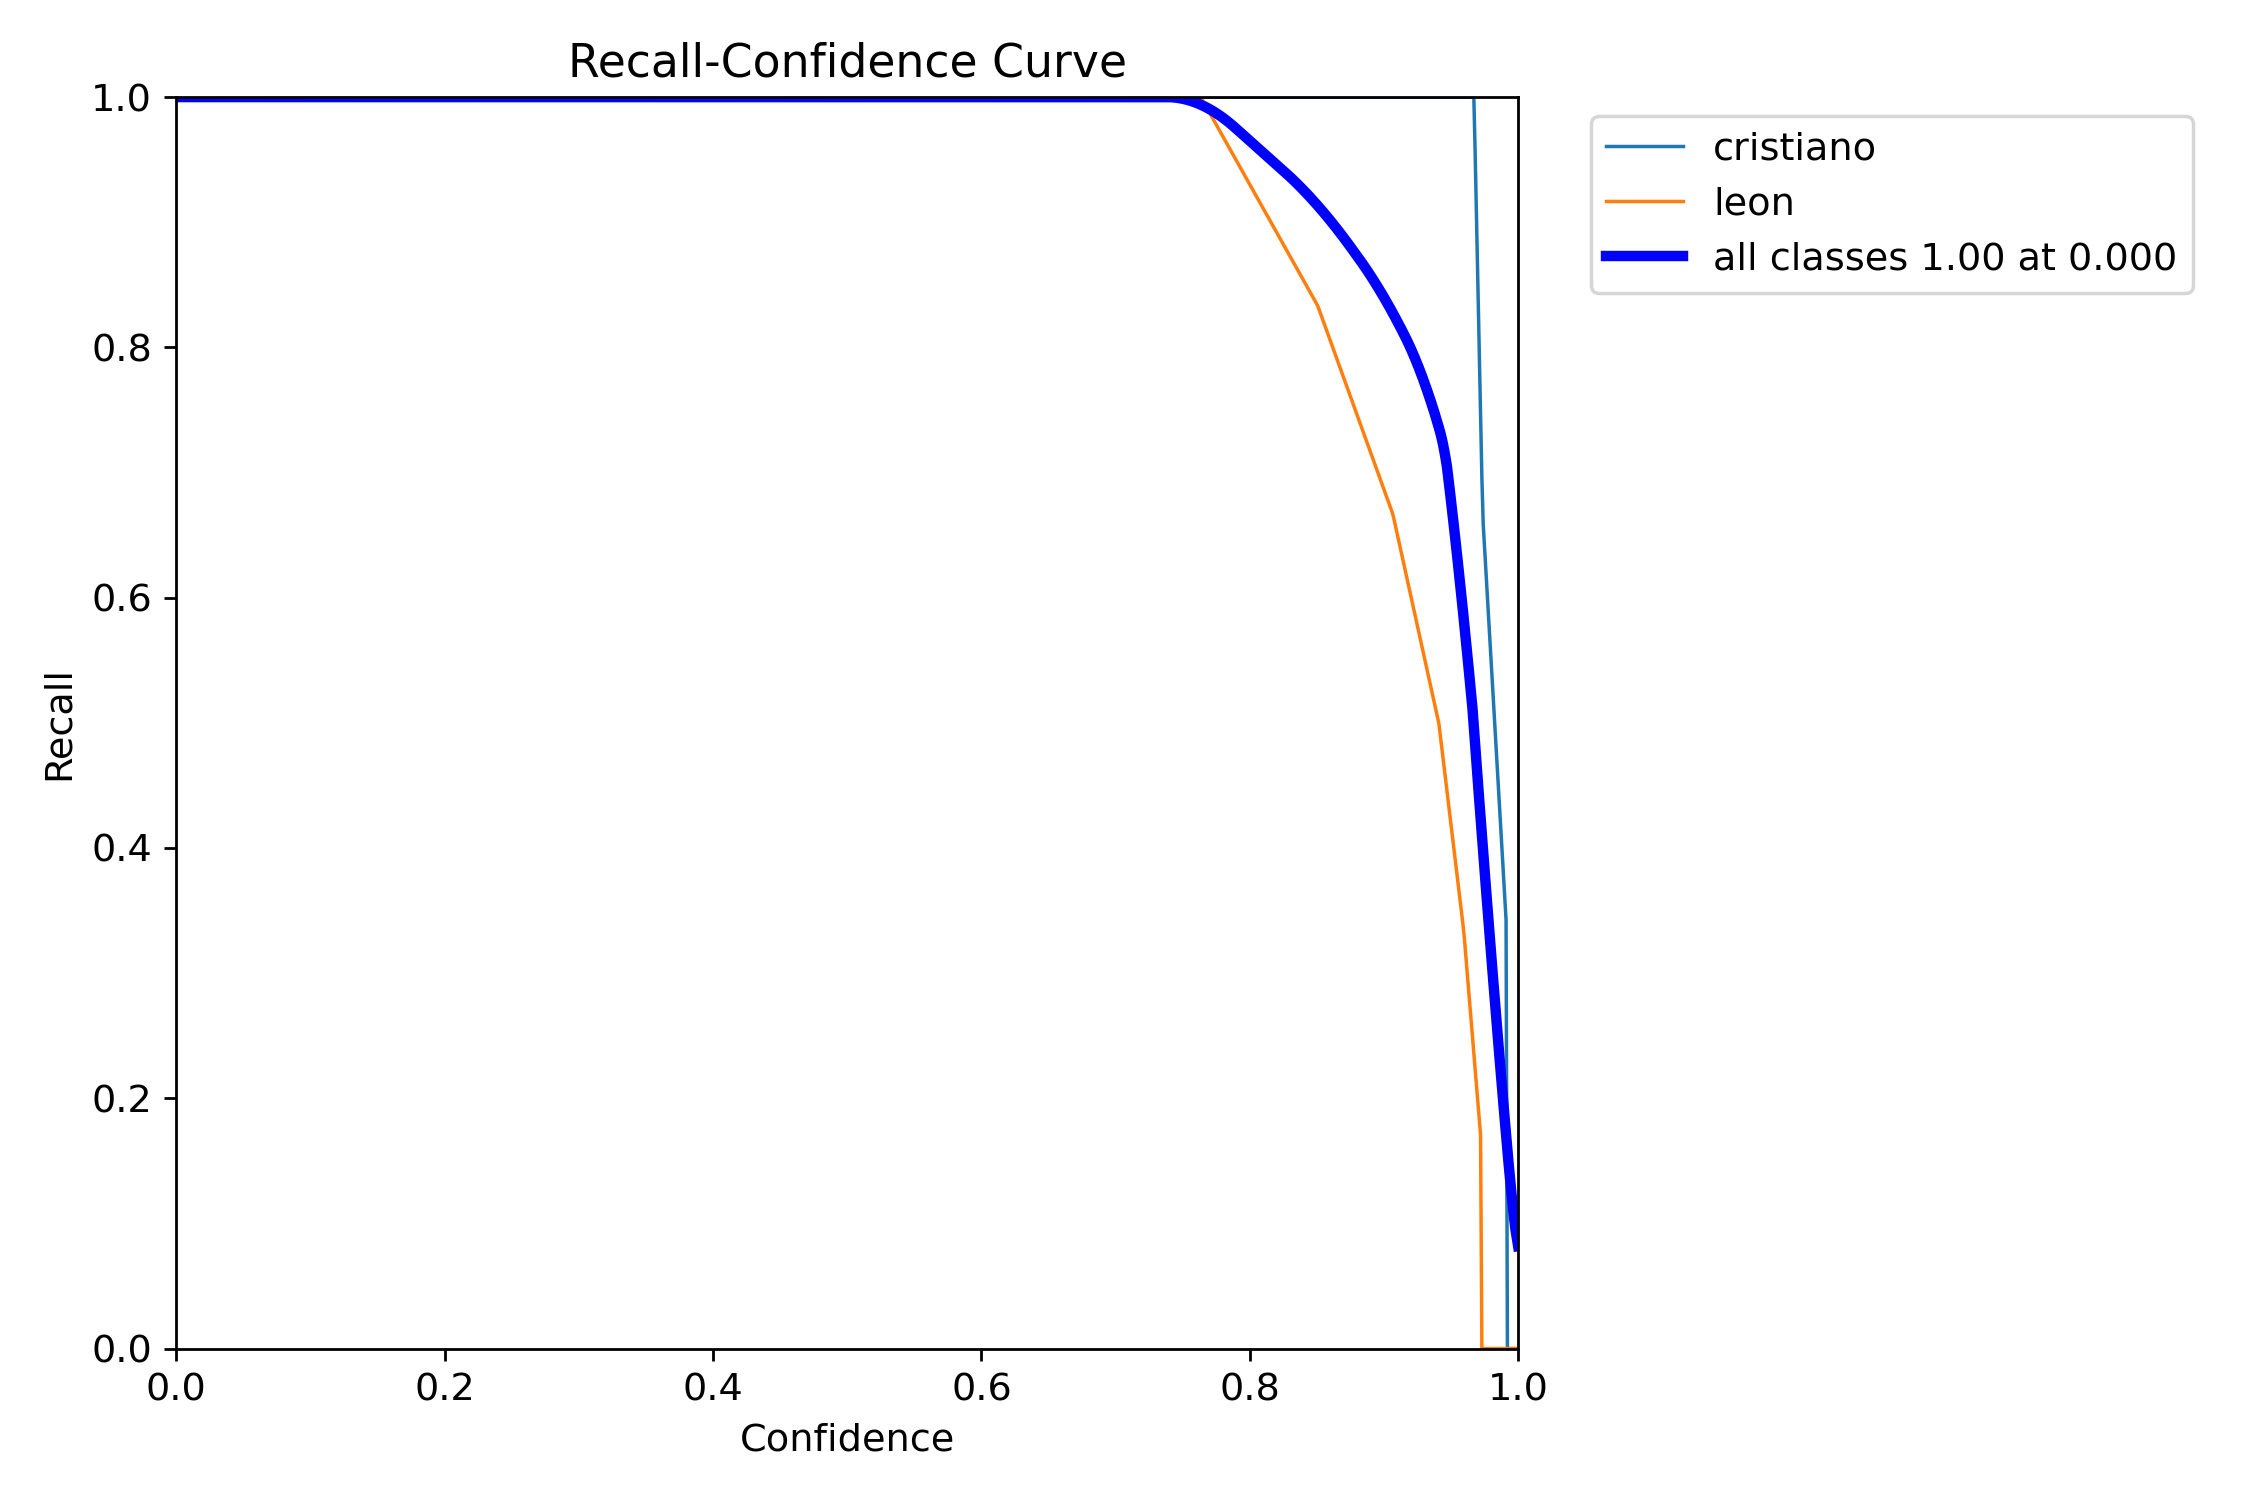 Recall-Confidence Curve
1.0
0.8
0.6
0.4
0.2
0.0
Recall
0.0 0.2 0.4 0.6 0.8 1.0
Confidence
cristiano
leon
all classes 1.00 at 0.000